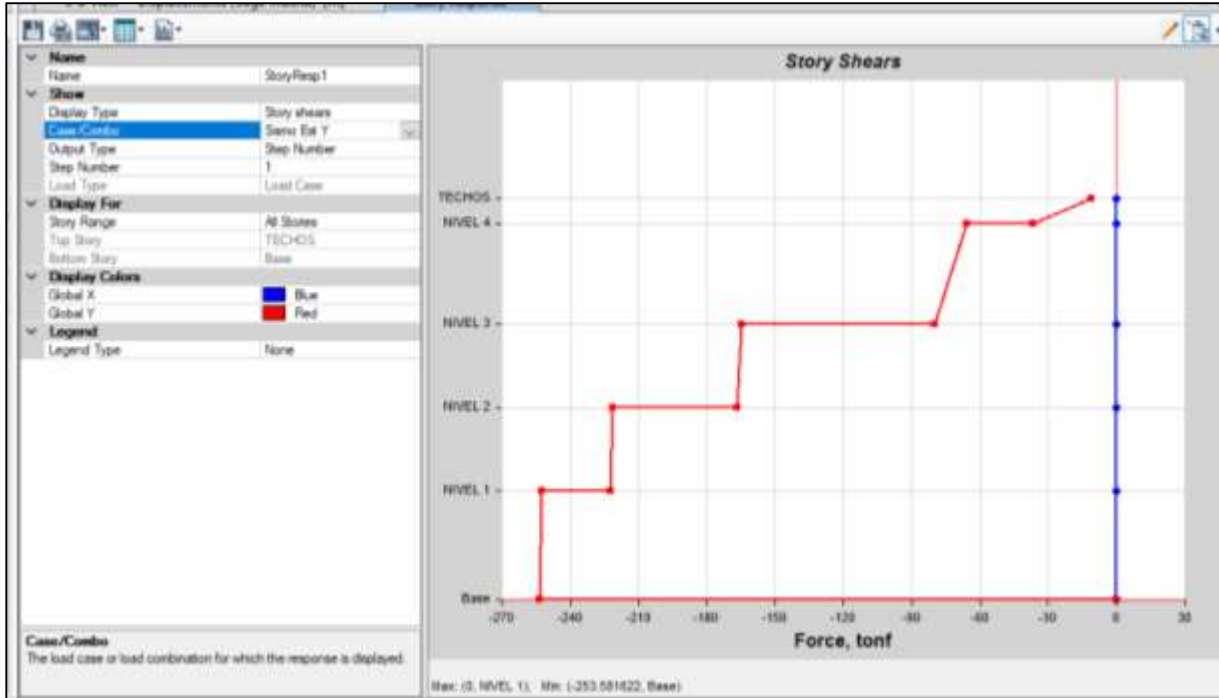 Story Response
Name
Name StoryResp1
Show
Display Type Story shears
Case/Combo Sismo Est Y
Output Type Step Number
Step Number 1
Load Type Load Case
Display For
Story Range All Stories
Top Story TECHOS
Bottom Story Base
Display Colors
Global X Blue
Global Y Red
Legend
Legend Type None
Case/Combo
The load case or load combination for which the response is displayed.
Story Shears
TECHOS
NIVEL 4
NIVEL 3
NIVEL 2
NIVEL 1
Base
-270 -240 -210 -180 -150 -120 -90 -60 -30 0 30
Force, tonf
Max: (0, NIVEL 1); Min: (-253.581622, Base)